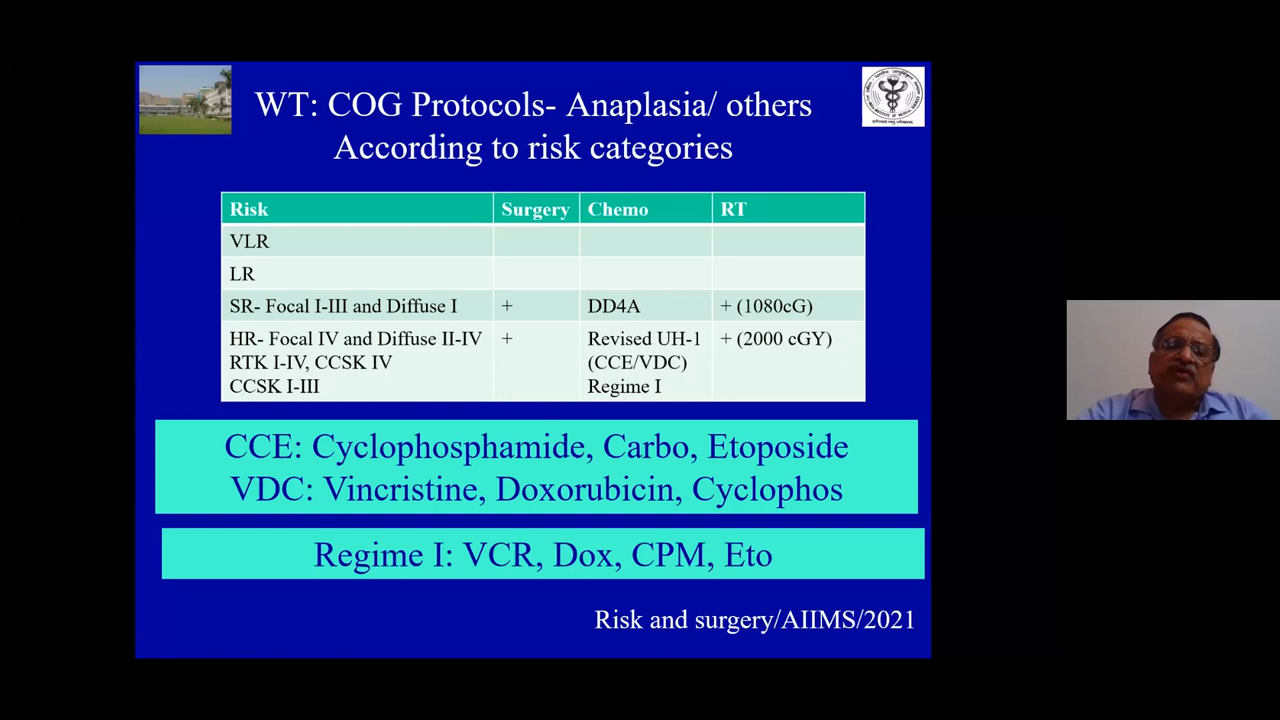 WT: COG Protocols- Anaplasia/ others
According to risk categories
Risk Surgery Chemo RT
VLR
LR
SR- Focal I-III and Diffuse I + DD4A + (1080cG)
HR- Focal IV and Diffuse II-IV + Revised UH-1 + (2000 cGY)
RTK I-IV, CCSK IV (CCE/VDC)
CCSK I-III Regime I
CCE: Cyclophosphamide, Carbo, Etoposide
VDC: Vincristine, Doxorubicin, Cyclophos
Regime I: VCR, Dox, CPM, Eto
Risk and surgery/AIIMS/2021